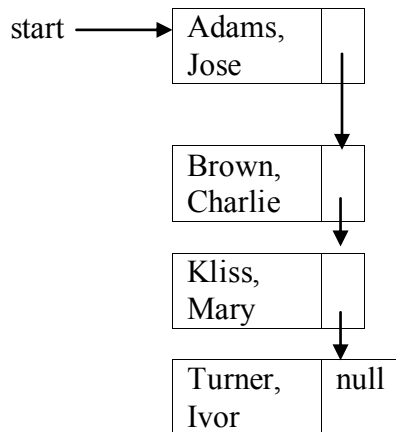 start
Adams,
Jose
Brown,
Charlie
Kliss,
Mary
Turner, null
Ivor